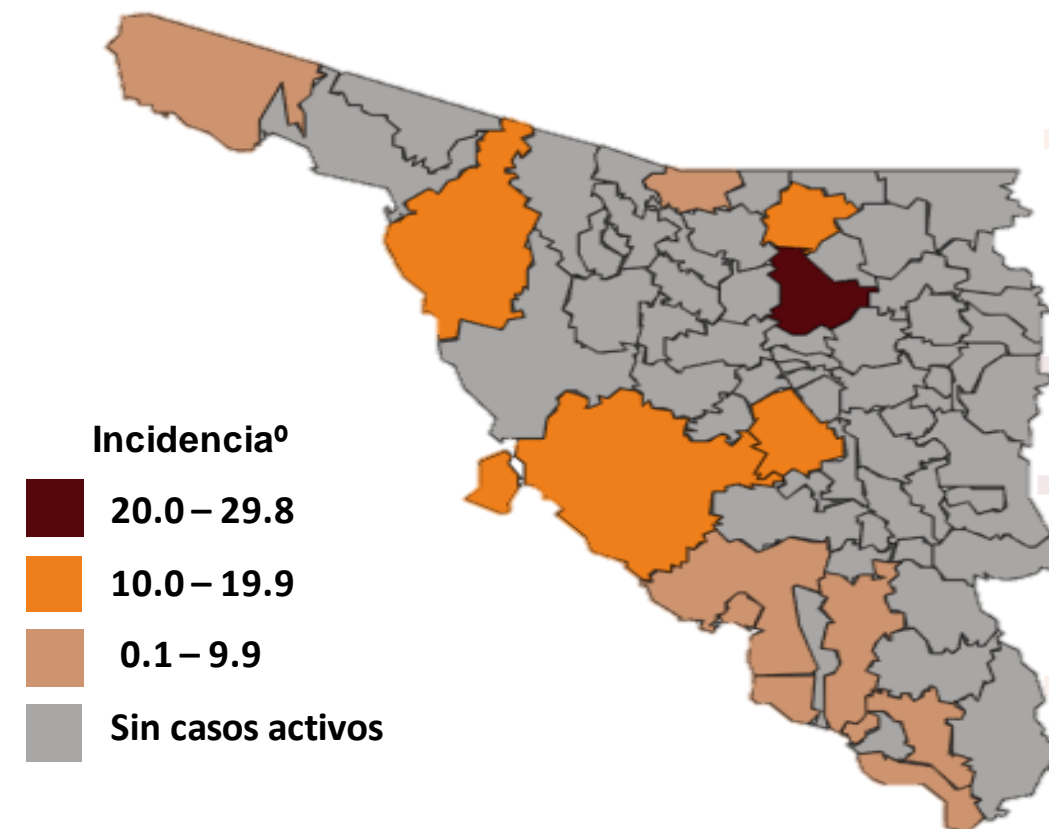 Incidenciaº
20.0 – 29.8
10.0 – 19.9
0.1 – 9.9
Sin casos activos